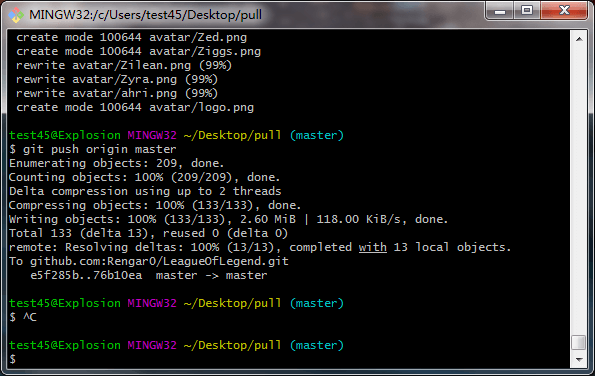 MINGW32:/c/Users/test45/Desktop/pull
create mode 100644 avatar/Zed.png
create mode 100644 avatar/Ziggs.png
rewrite avatar/Zilean.png (99%)
rewrite avatar/Zyra.png (99%)
rewrite avatar/ahri.png (99%)
create mode 100644 avatar/logo.png
test45@Explosion MINGW32 ~/Desktop/pull (master)
$ git push origin master
Enumerating objects: 209, done.
Counting objects: 100% (209/209), done.
Delta compression using up to 2 threads
Compressing objects: 100% (133/133), done.
Writing objects: 100% (133/133), 2.60 MiB | 118.00 KiB/s, done.
Total 133 (delta 13), reused 0 (delta 0)
remote: Resolving deltas: 100% (13/13), completed with 13 local objects.
To github.com:Rengar0/LeagueOfLegend.git
e5f285b..76b10ea  master -> master
test45@Explosion MINGW32 ~/Desktop/pull (master)
$ ^C
test45@Explosion MINGW32 ~/Desktop/pull (master)
$